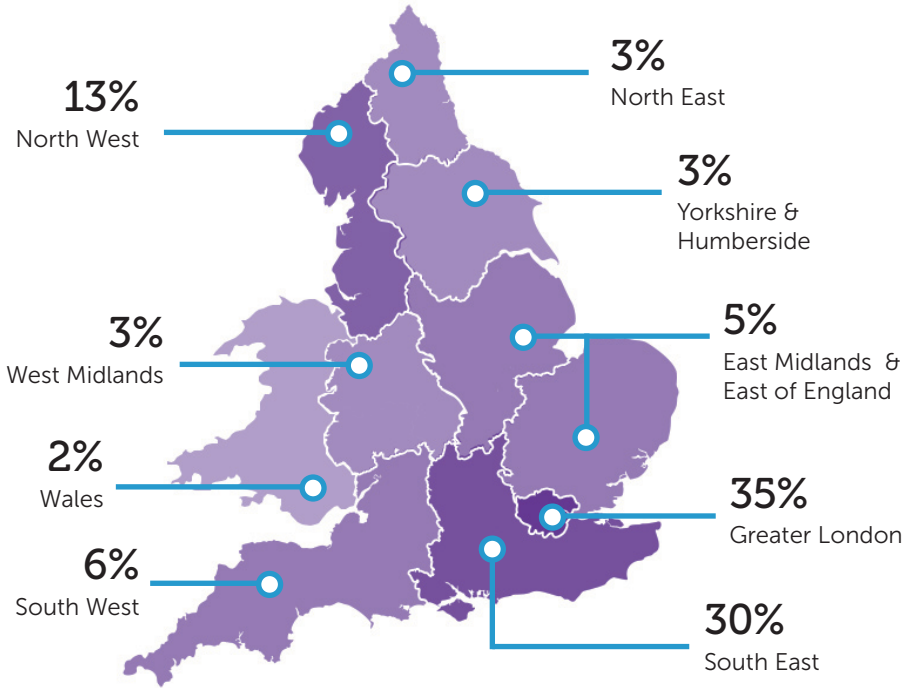 3%
North East
13%
North West
3%
Yorkshire &
Humberside
5%
East Midlands &
East of England
3%
West Midlands
2%
Wales
35%
Greater London
6%
South West
30%
South East